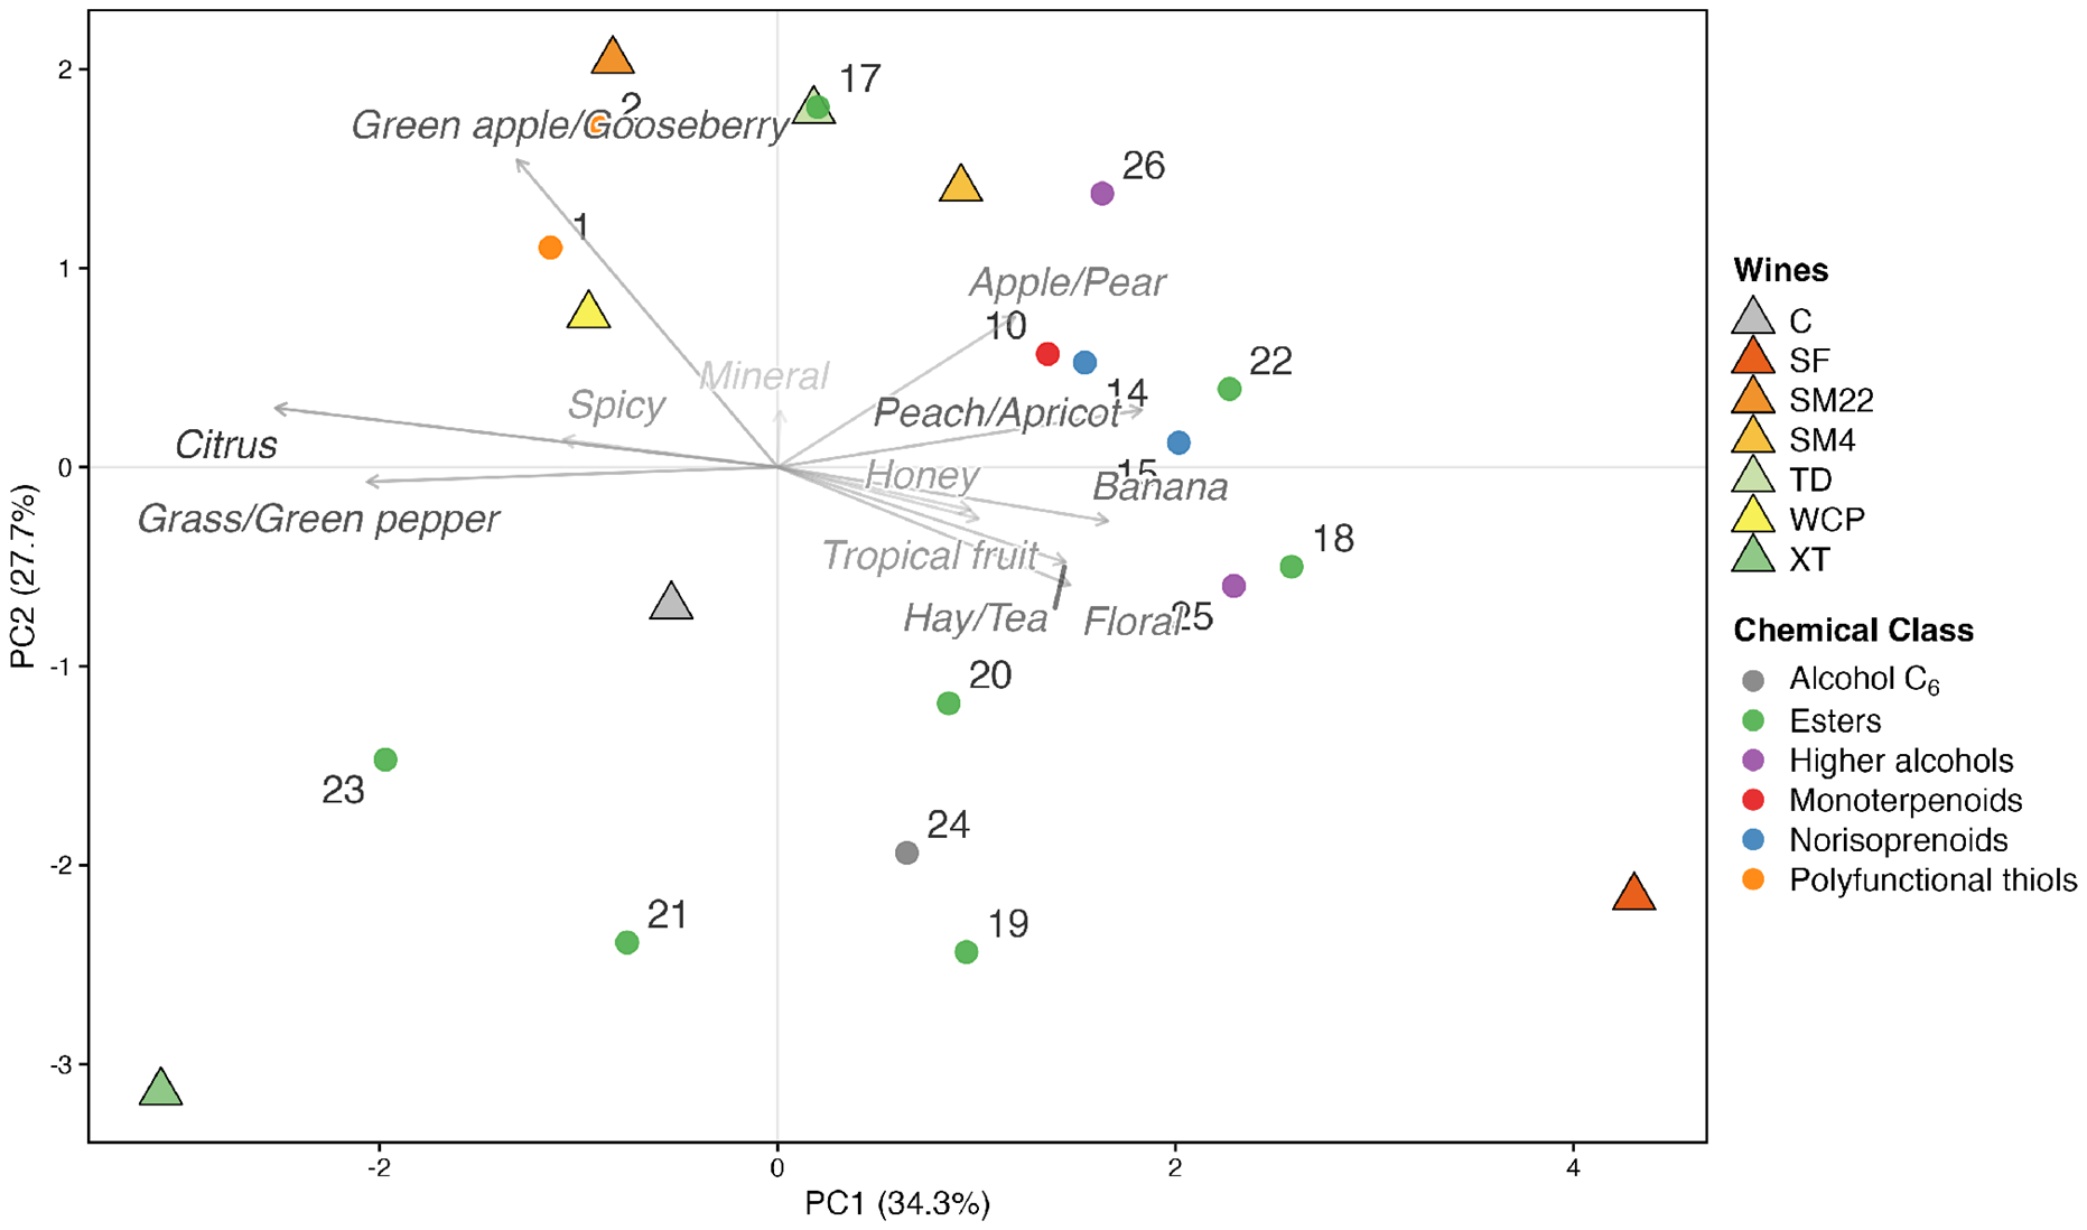 2
17
Green apple/Gooseberry
26
1
Apple/Pear
10
22
Mineral
14
Spicy
Peach/Apricot
Citrus
Honey
15
Banana
Grass/Green pepper
18
Tropical fruit
Hay/Tea
Floral
25
20
23
24
21
19
2
1
0
-1
-2
-3
PC2 (27.7%)
-2
0
2
4
PC1 (34.3%)
Wines
C
SF
SM22
SM4
TD
WCP
XT
Chemical Class
Alcohol C₆
Esters
Higher alcohols
Monoterpenoids
Norisoprenoids
Polyfunctional thiols